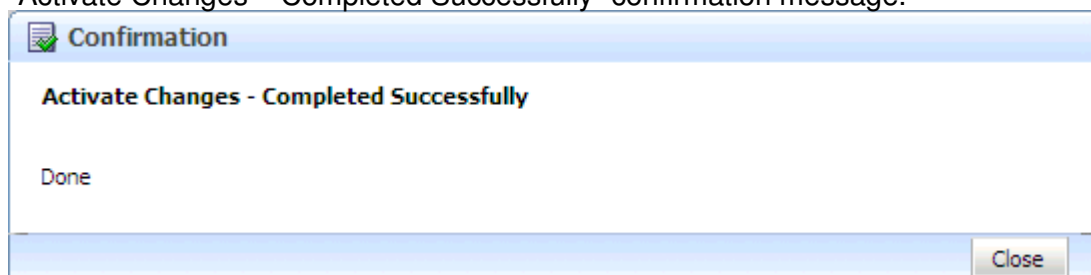 "Activate Changes – Completed Successfully" confirmation message.
Confirmation
Activate Changes - Completed Successfully
Done
Close